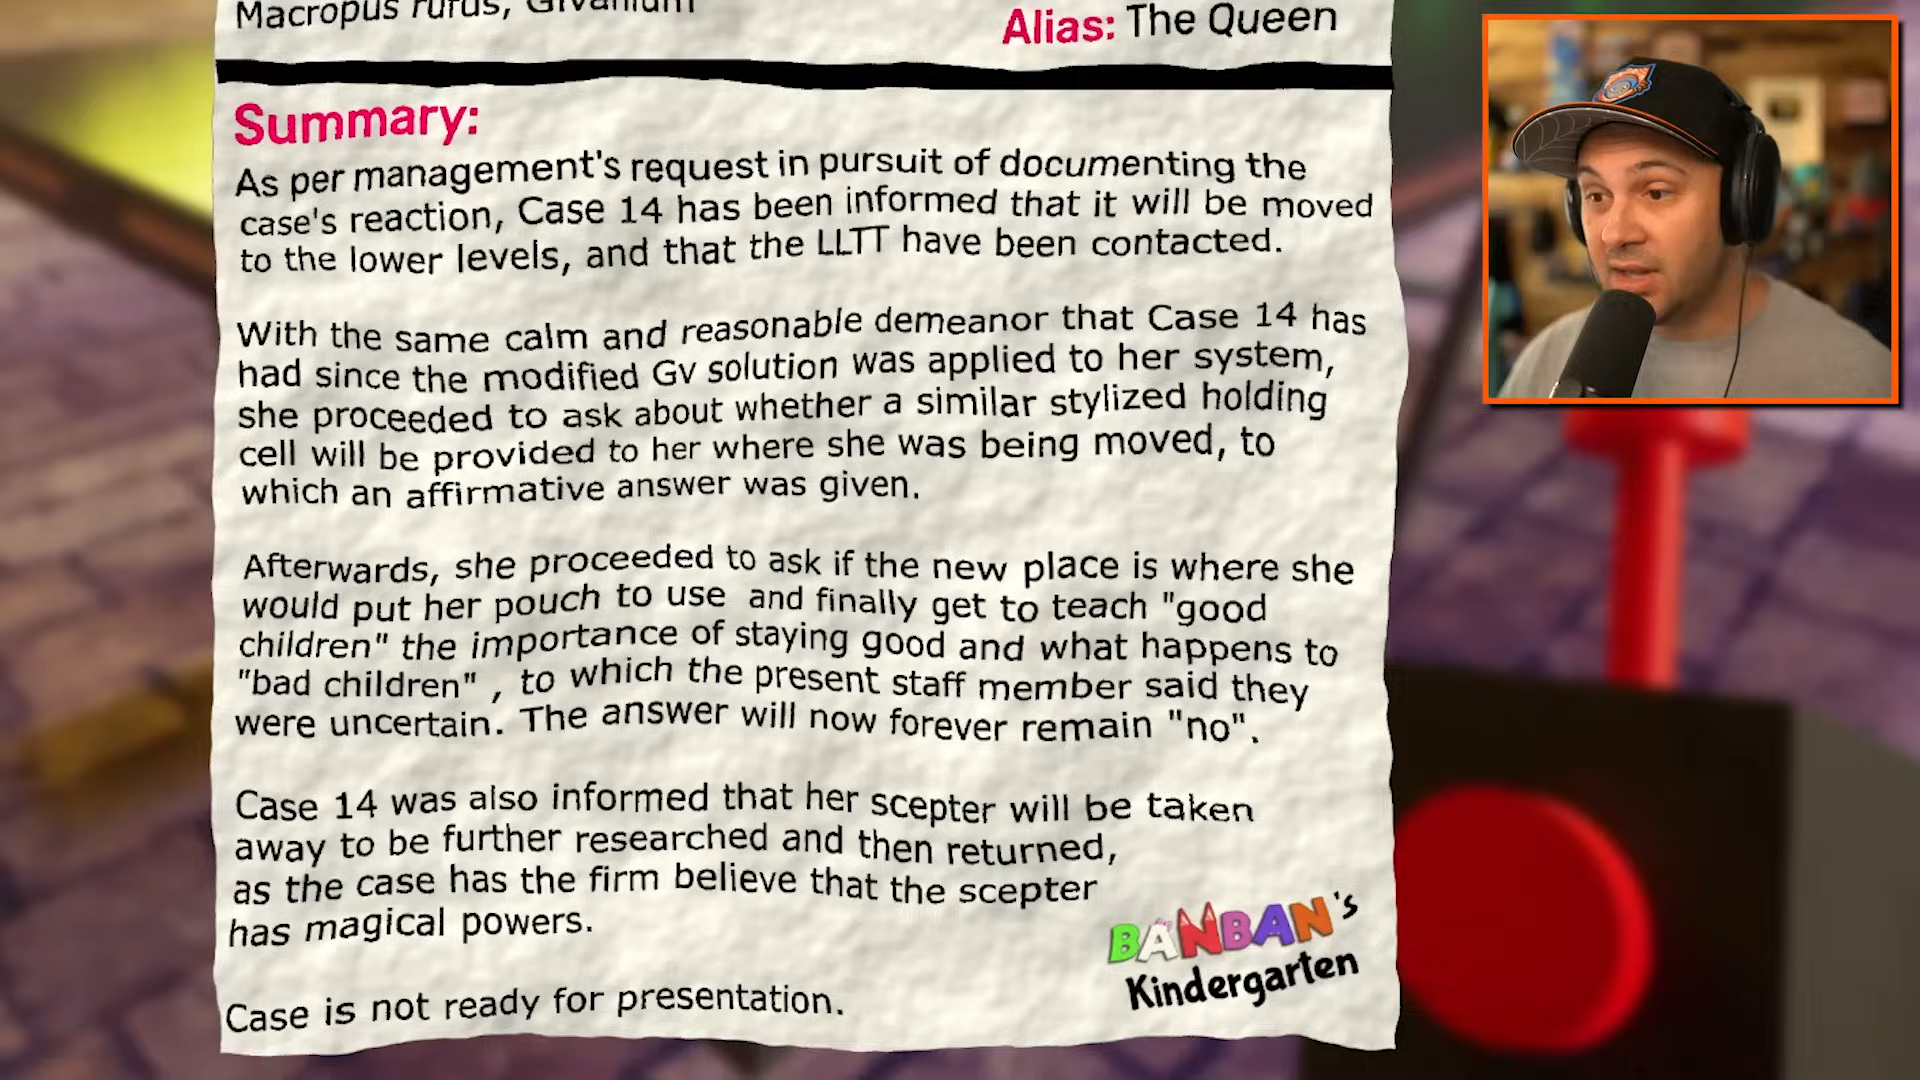 Macropus rufus, Givanium
Alias: The Queen
Summary:
As per management's request in pursuit of documenting the
case's reaction, Case 14 has been informed that it will be moved
to the lower levels, and that the LLTT have been contacted.
With the same calm and reasonable demeanor that Case 14 has
had since the modified Gv solution was applied to her system,
she proceeded to ask about whether a similar stylized holding
cell will be provided to her where she was being moved, to
which an affirmative answer was given.
Afterwards, she proceeded to ask if the new place is where she
would put her pouch to use and finally get to teach "good
children" the importance of staying good and what happens to
"bad children" , to which the present staff member said they
were uncertain. The answer will now forever remain "no".
Case 14 was also informed that her scepter will be taken
away to be further researched and then returned,
as the case has the firm believe that the scepter
has magical powers.
BANBAN's
Kindergarten
Case is not ready for presentation.